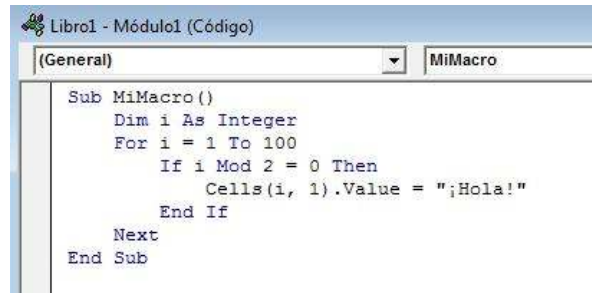 Libro1 - Módulo1 (Código)
(General) MiMacro
Sub MiMacro()
Dim i As Integer
For i = 1 To 100
If i Mod 2 = 0 Then
Cells(i, 1).Value = "¡Hola!"
End If
Next
End Sub